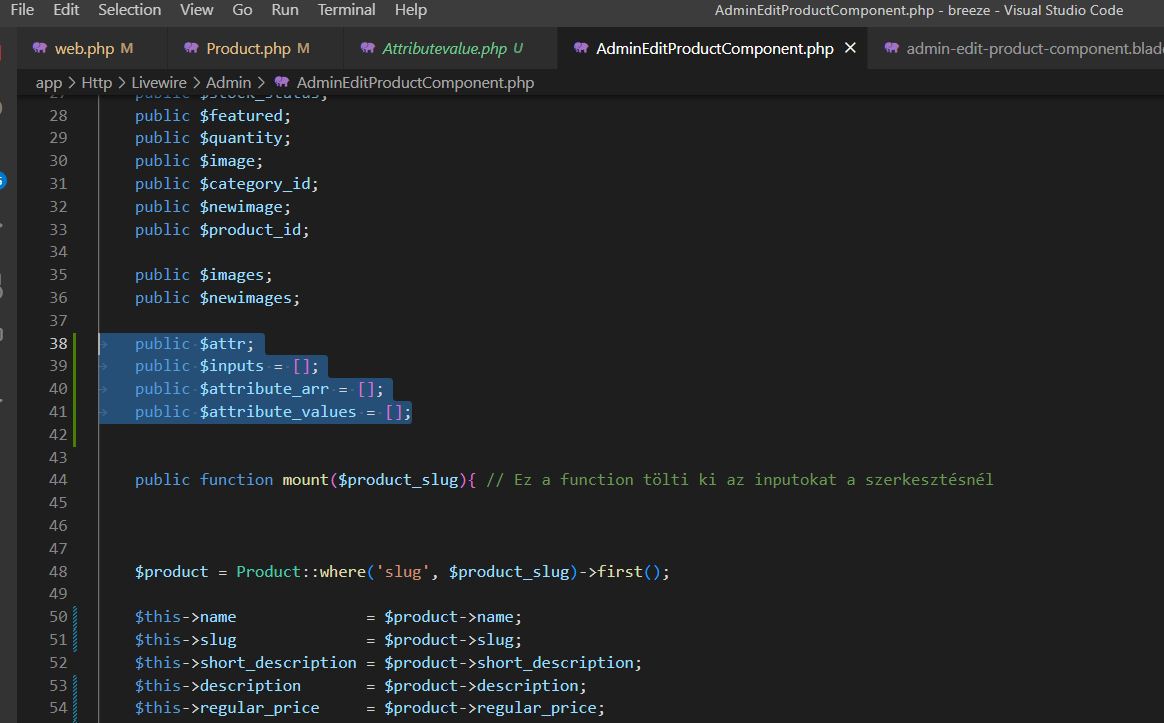 File Edit Selection View Go Run Terminal Help AdminEditProductComponent.php - breeze - Visual Studio Code
web.php M Product.php M Attributevalue.php U AdminEditProductComponent.php × admin-edit-product-component.blad
app > Http > Livewire > Admin > AdminEditProductComponent.php
27 public $stock_status;
28 public $featured;
29 public $quantity;
30 public $image;
31 public $category_id;
32 public $newimage;
33 public $product_id;
34
35 public $images;
36 public $newimages;
37
38 public $attr;
39 public $inputs = [];
40 public $attribute_arr = [];
41 public $attribute_values = [];
42
43
44 public function mount($product_slug){ // Ez a function tölti ki az inputokat a szerkesztésnél
45
46
47
48 $product = Product::where('slug', $product_slug)->first();
49
50 $this->name = $product->name;
51 $this->slug = $product->slug;
52 $this->short_description = $product->short_description;
53 $this->description = $product->description;
54 $this->regular_price = $product->regular_price;